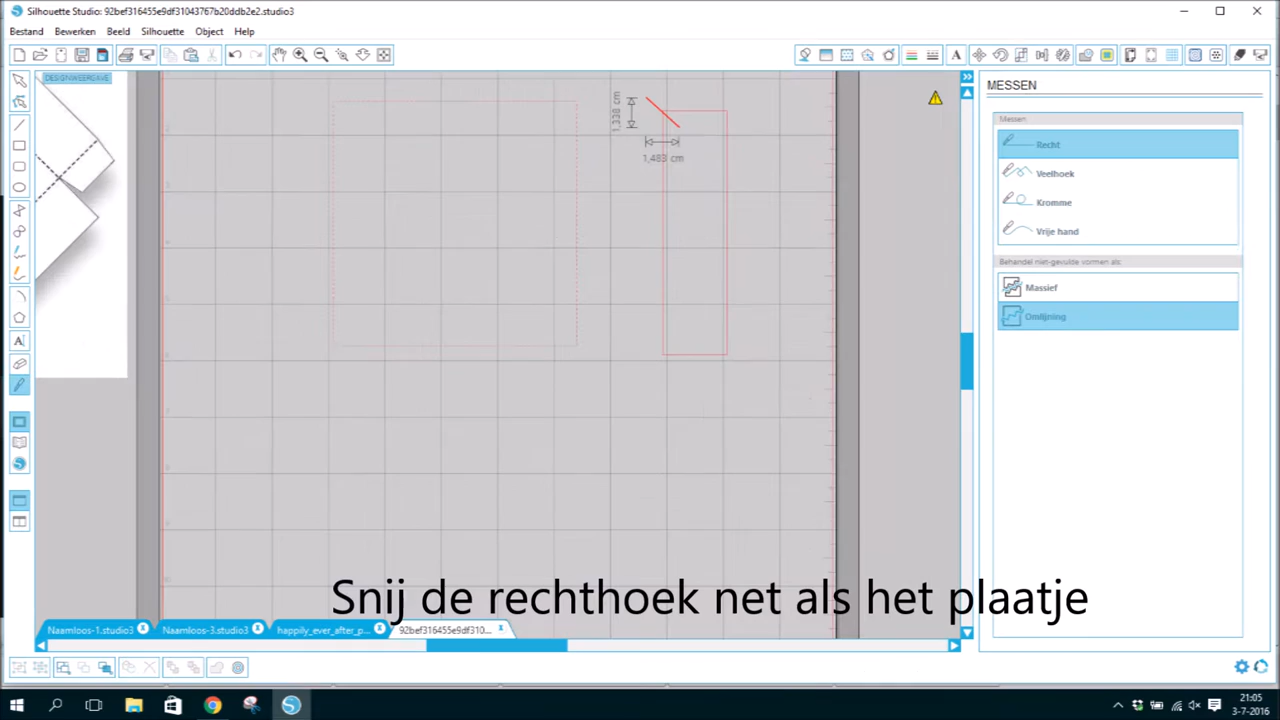 Silhouette Studio: 92bef316455e9df31043767b20ddb2e2.studio3
Bestand Bewerken Beeld Silhouette Object Help
DESIGNWEERGAVE
1,338 cm
1,483 cm
MESSEN
Messen
Recht
Veelhoek
Kromme
Vrije hand
Behandel niet-gevulde vormen als:
Massief
Omlijning
Snij de rechthoek net als het plaatje
Naamloos-1.studio3 Naamloos-3.studio3 happily_ever_after_p... 92bef316455e9df310...
21:05
3-7-2016